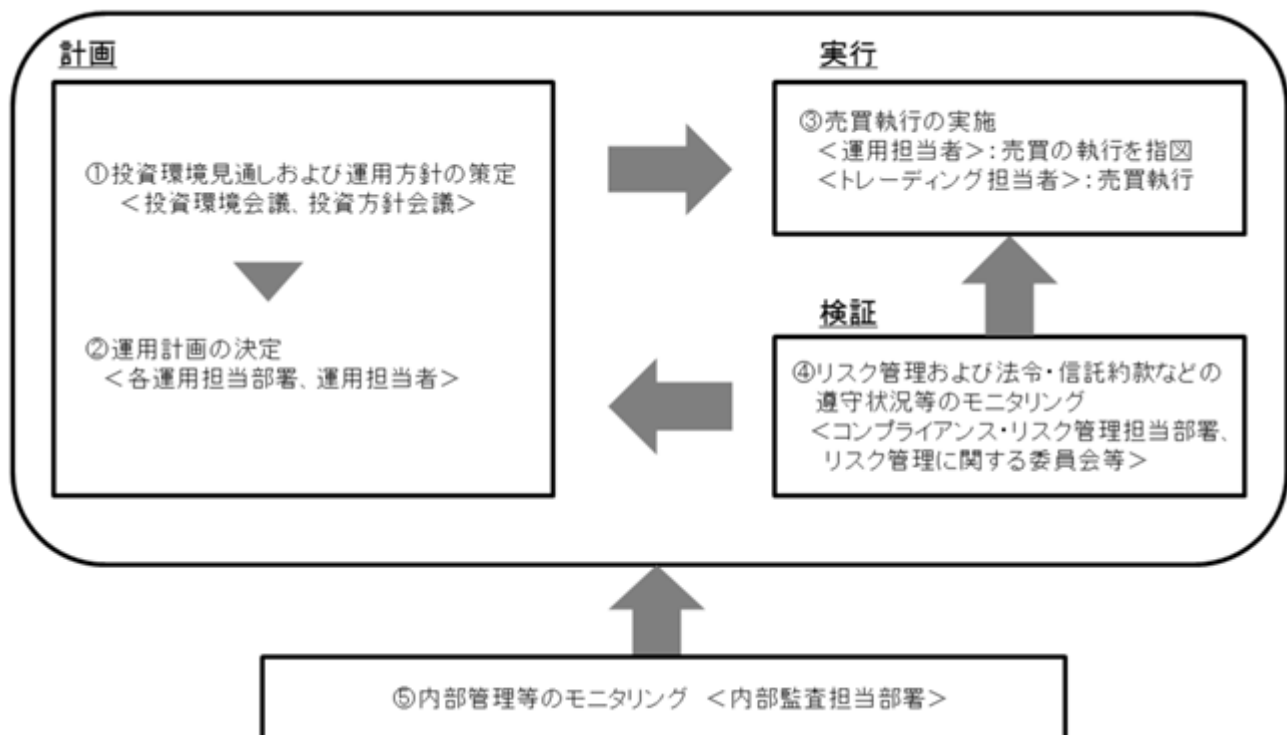 計画
①投資環境見通しおよび運用方針の策定
＜投資環境会議、投資方針会議＞
②運用計画の決定
＜各運用担当部署、運用担当者＞
実行
③売買執行の実施
＜運用担当者＞：売買の執行を指図
＜トレーディング担当者＞：売買執行
検証
④リスク管理および法令・信託約款などの
遵守状況等のモニタリング
＜コンプライアンス・リスク管理担当部署、
リスク管理に関する委員会等＞
⑤内部管理等のモニタリング ＜内部監査担当部署＞